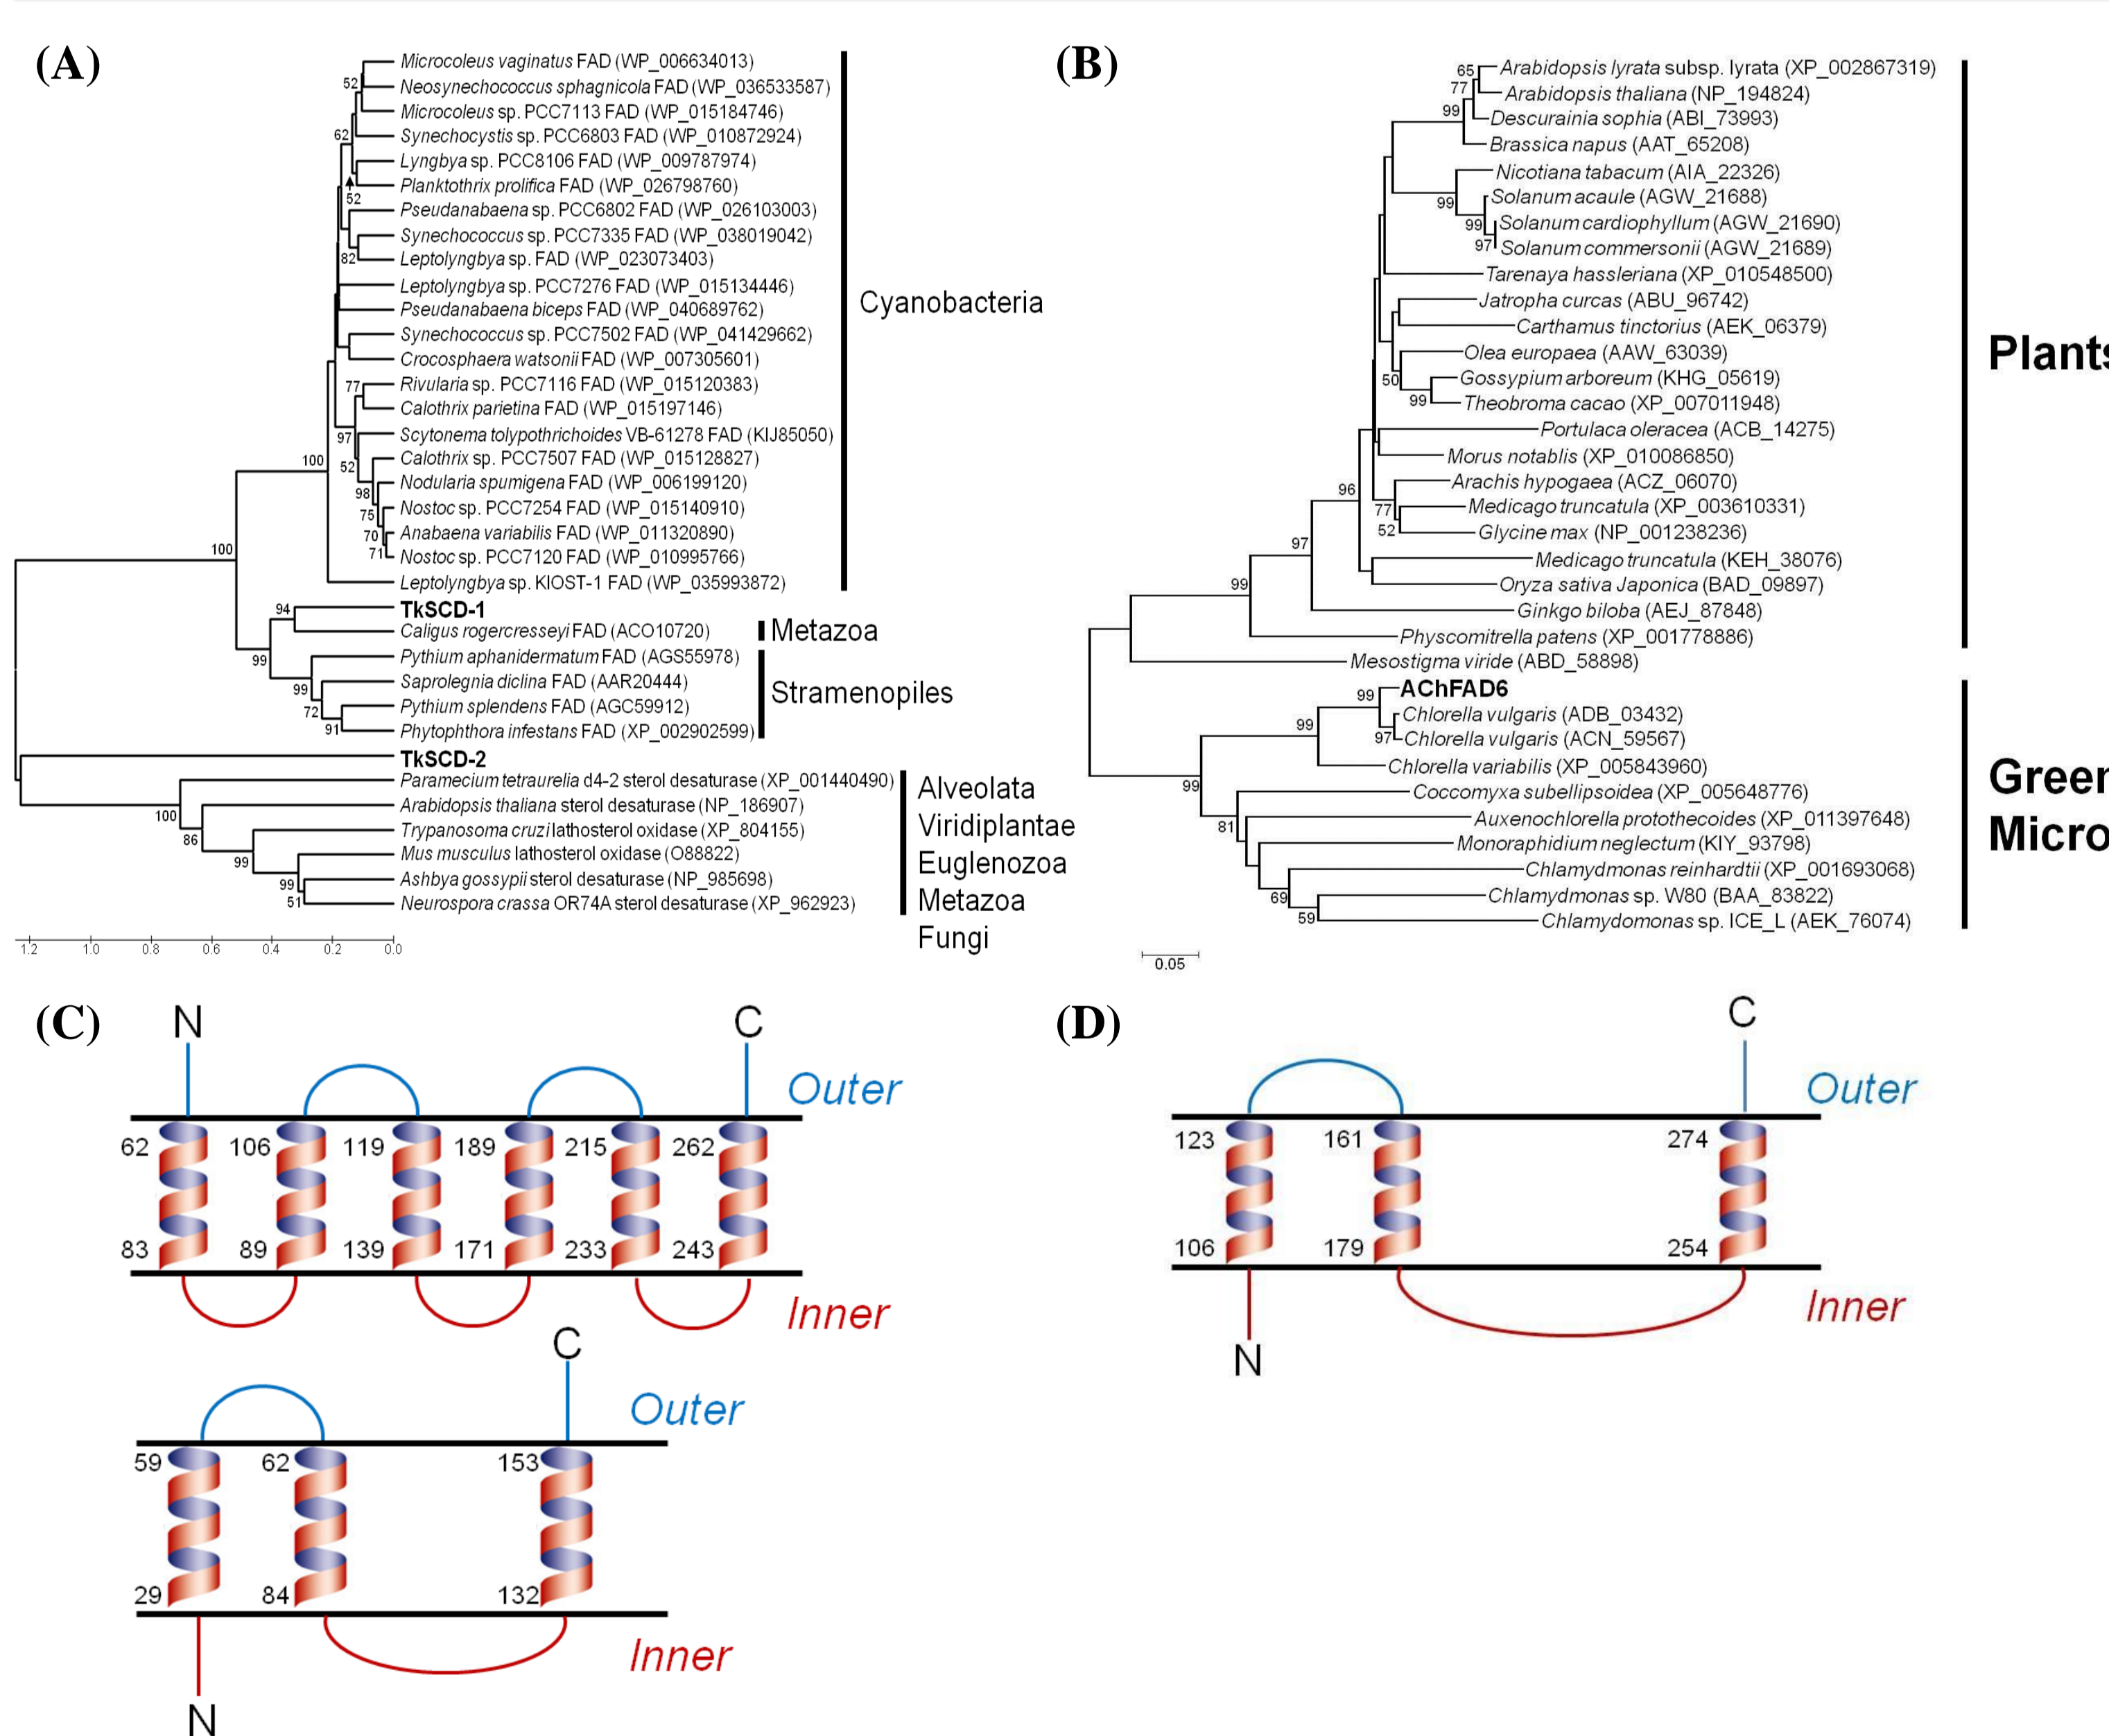 (A)
Microcoleus vaginatus FAD (WP_006634013)
Neosynechococcus sphagnicola FAD (WP_036533587)
Microcoleus sp. PCC7113 FAD (WP_015184746)
Synechocystis sp. PCC6803 FAD (WP_010872924)
Lyngbya sp. PCC8106 FAD (WP_009787974)
Planktothrix prolifica FAD (WP_026798760)
Pseudanabaena sp. PCC6802 FAD (WP_026103003)
Synechococcus sp. PCC7335 FAD (WP_038019042)
Leptolyngbya sp. FAD (WP_023073403)
Leptolyngbya sp. PCC7276 FAD (WP_015134446)
Pseudanabaena biceps FAD (WP_040689762)
Synechococcus sp. PCC7502 FAD (WP_041429662)
Crocosphaera watsonii FAD (WP_007305601)
Rivularia sp. PCC7116 FAD (WP_015120383)
Calothrix parietina FAD (WP_015197146)
Scytonema tolypothrichoides VB-61278 FAD (KIJ85050)
Calothrix sp. PCC7507 FAD (WP_015128827)
Nodularia spumigena FAD (WP_006199120)
Nostoc sp. PCC7254 FAD (WP_015140910)
Anabaena variabilis FAD (WP_011320890)
Nostoc sp. PCC7120 FAD (WP_010995766)
Leptolyngbya sp. KIOST-1 FAD (WP_035993872)
TkSCD-1
Caligus rogercresseyi FAD (ACO10720)
Pythium aphanidermatum FAD (AGS55978)
Saprolegnia diclina FAD (AAR20444)
Pythium splendens FAD (AGC59912)
Phytophthora infestans FAD (XP_002902599)
TkSCD-2
Paramecium tetraurelia d4-2 sterol desaturase (XP_001440490)
Arabidopsis thaliana sterol desaturase (NP_186907)
Trypanosoma cruzi lathosterol oxidase (XP_804155)
Mus musculus lathosterol oxidase (O88822)
Ashbya gossypii sterol desaturase (NP_985698)
Neurospora crassa OR74A sterol desaturase (XP_962923)
52
62
52
82
77
97
52
98
75
70
71
100
100
94
99
99
72
91
100
86
99
99
51
Cyanobacteria
Metazoa
Stramenopiles
Alveolata
Viridiplantae
Euglenozoa
Metazoa
Fungi
1.2 1.0 0.8 0.6 0.4 0.2 0.0
(B)
Arabidopsis lyrata subsp. lyrata (XP_002867319)
Arabidopsis thaliana (NP_194824)
Descurainia sophia (ABI_73993)
Brassica napus (AAT_65208)
Nicotiana tabacum (AIA_22326)
Solanum acaule (AGW_21688)
Solanum cardiophyllum (AGW_21690)
Solanum commersonii (AGW_21689)
Tarenaya hassleriana (XP_010548500)
Jatropha curcas (ABU_96742)
Carthamus tinctorius (AEK_06379)
Olea europaea (AAW_63039)
Gossypium arboreum (KHG_05619)
Theobroma cacao (XP_007011948)
Portulaca oleracea (ACB_14275)
Morus notablis (XP_010086850)
Arachis hypogaea (ACZ_06070)
Medicago truncatula (XP_003610331)
Glycine max (NP_001238236)
Medicago truncatula (KEH_38076)
Oryza sativa Japonica (BAD_09897)
Ginkgo biloba (AEJ_87848)
Physcomitrella patens (XP_001778886)
Mesostigma viride (ABD_58898)
AChFAD6
Chlorella vulgaris (ADB_03432)
Chlorella vulgaris (ACN_59567)
Chlorella variabilis (XP_005843960)
Coccomyxa subellipsoidea (XP_005648776)
Auxenochlorella protothecoides (XP_011397648)
Monoraphidium neglectum (KIY_93798)
Chlamydmonas reinhardtii (XP_001693068)
Chlamydmonas sp. W80 (BAA_83822)
Chlamydomonas sp. ICE_L (AEK_76074)
65
77
99
99
99
97
50
99
96
77
52
97
99
99
99
97
99
81
69
59
Plants
Green
Micro
0.05
(C)
N C
Outer
62 106 119 189 215 262
83 89 139 171 233 243
Inner
C
Outer
59 62 153
29 84 132
Inner
N
(D)
C
Outer
123 161 274
106 179 254
Inner
N